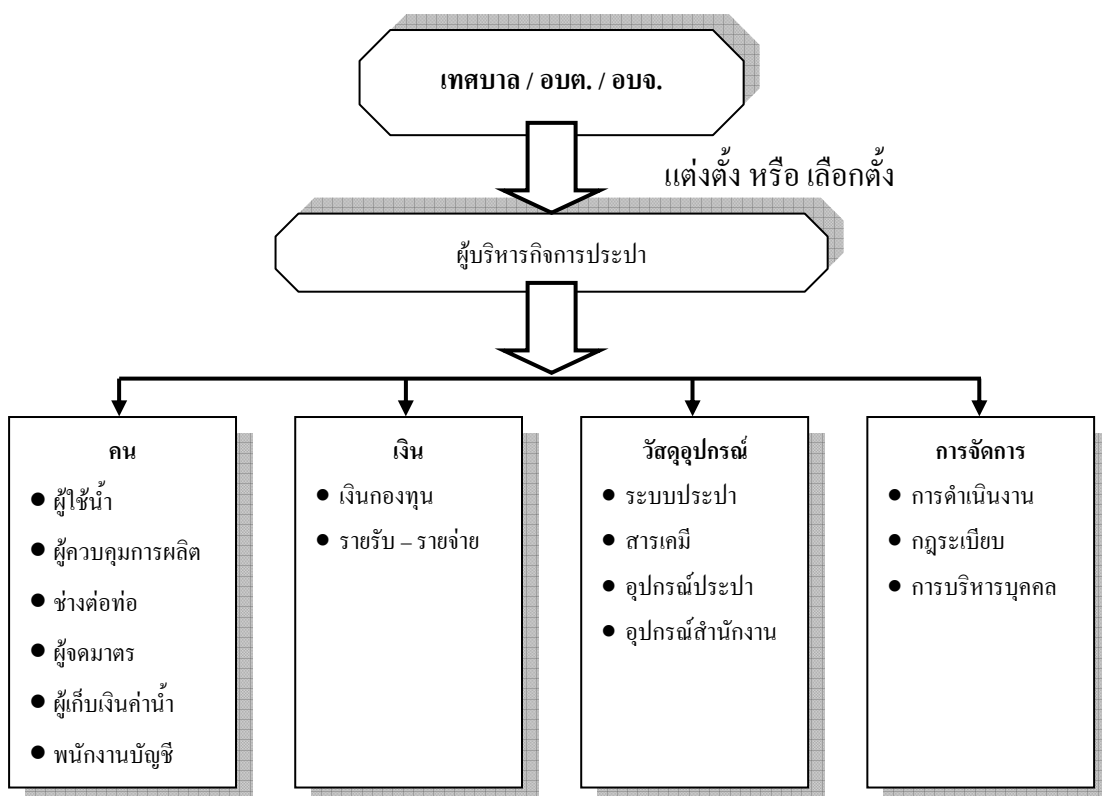 เทศบาล / อบต. / อบจ.
แต่งตั้ง หรือ เลือกตั้ง
ผู้บริหารกิจการประปา
คน
● ผู้ใช้น้ำ
● ผู้ควบคุมการผลิต
● ช่างต่อท่อ
● ผู้จดมาตร
● ผู้เก็บเงินค่าน้ำ
● พนักงานบัญชี
เงิน
● เงินกองทุน
● รายรับ – รายจ่าย
วัสดุอุปกรณ์
● ระบบประปา
● สารเคมี
● อุปกรณ์ประปา
● อุปกรณ์สำนักงาน
การจัดการ
● การดำเนินงาน
● กฎระเบียบ
● การบริหารบุคคล